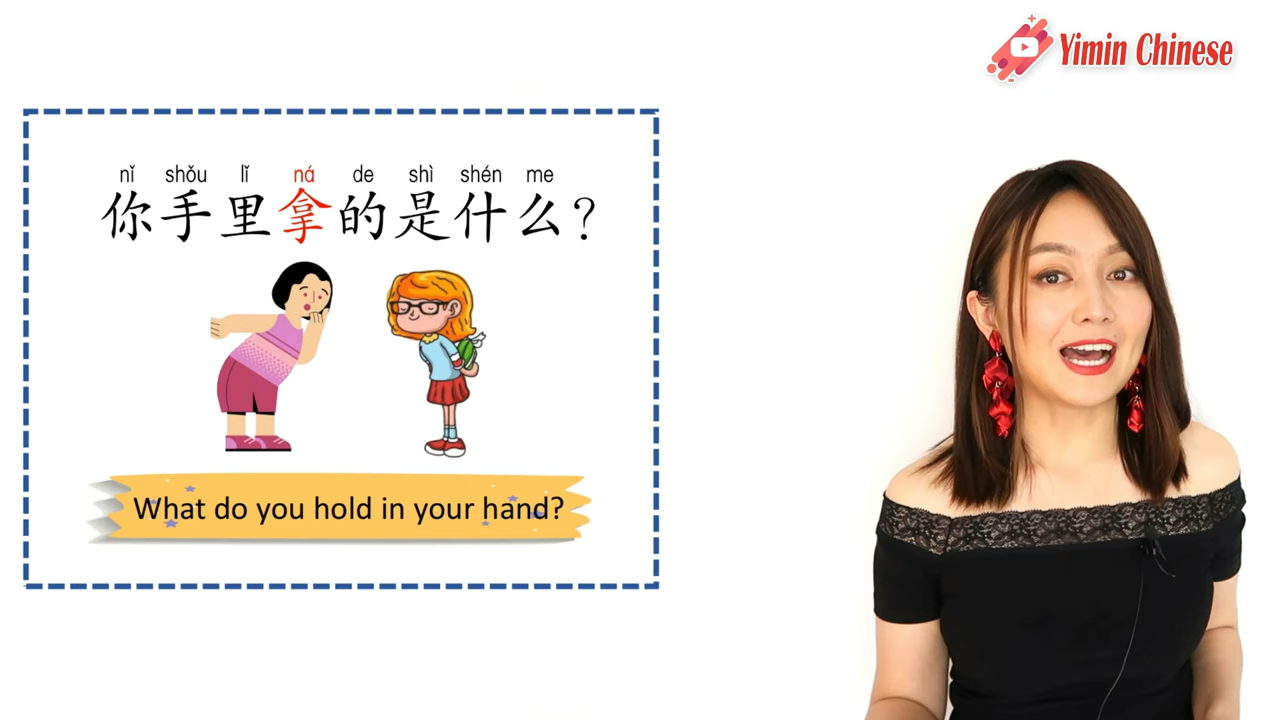 Yimin Chinese
nǐ shǒu lǐ ná de shì shén me
你手里拿的是什么?
What do you hold in your hand?